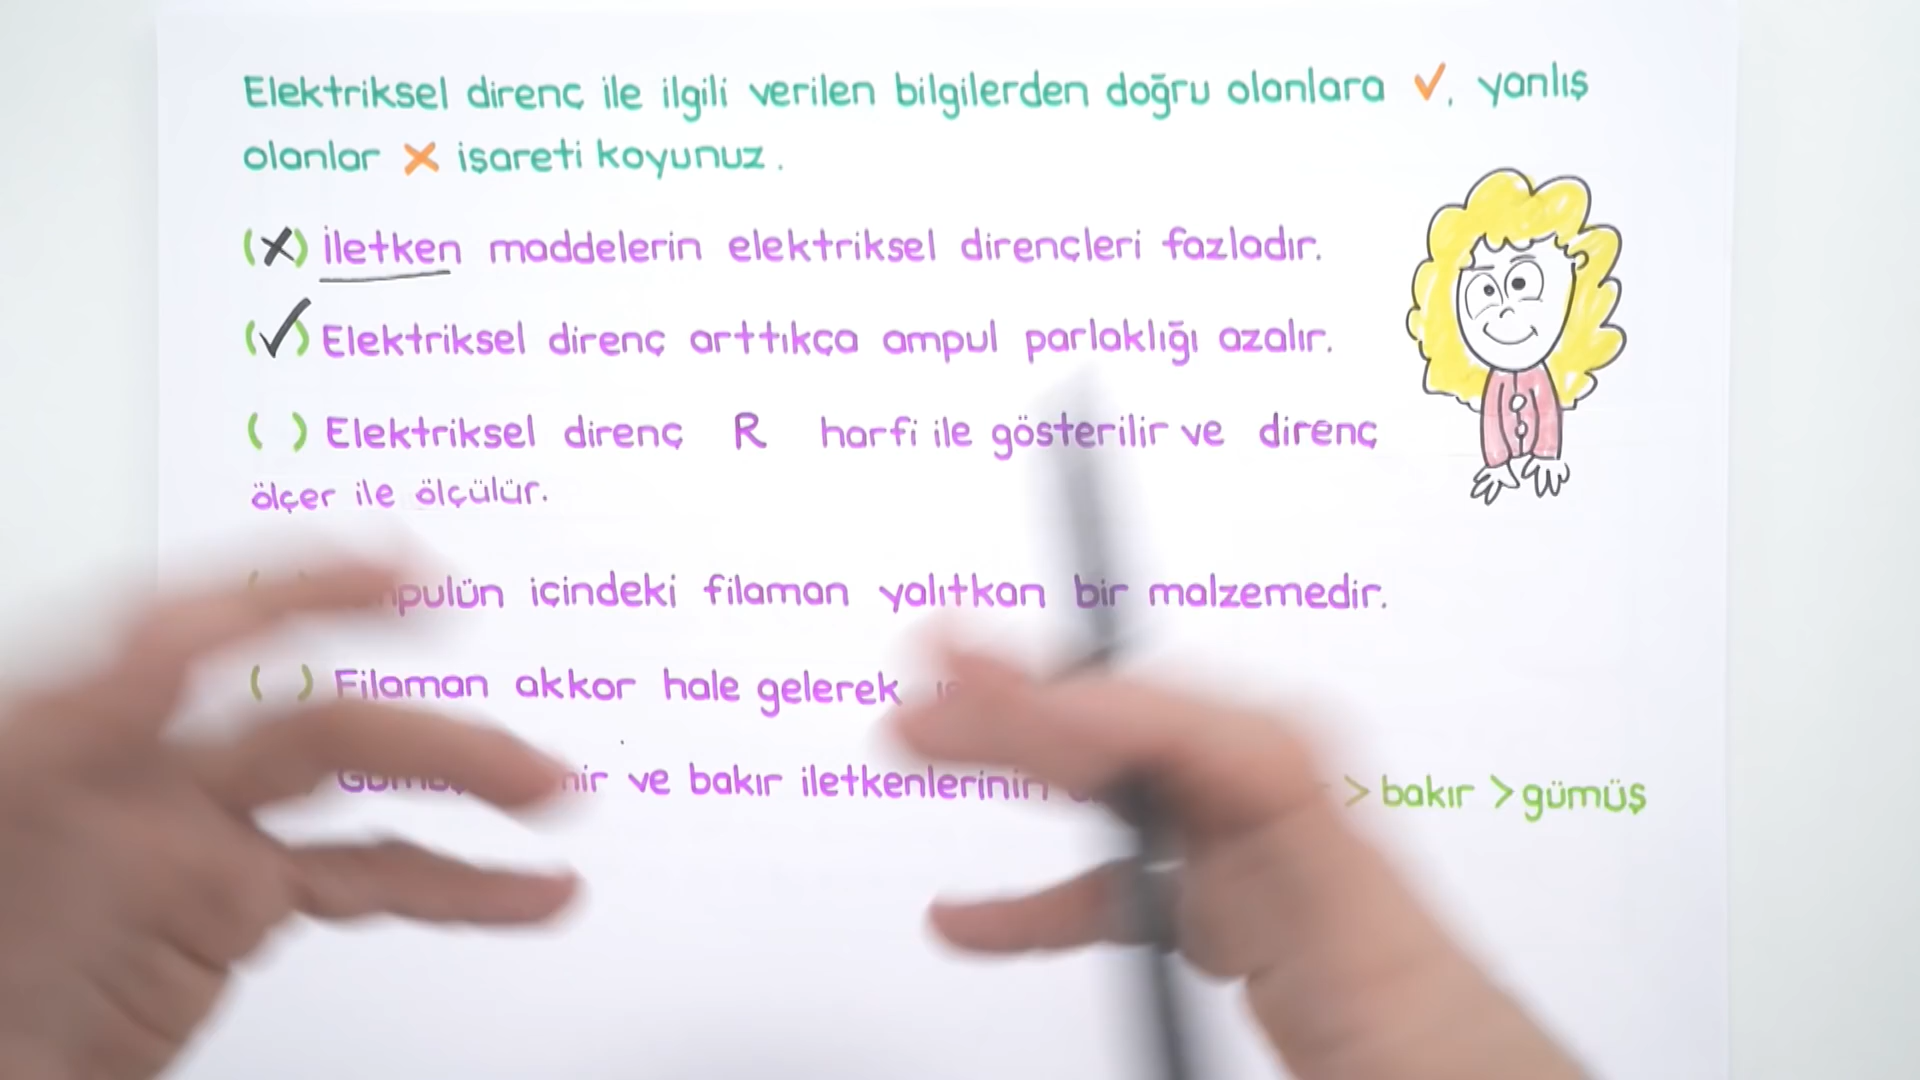 Elektriksel direnç ile ilgili verilen bilgilerden doğru olanlara ✓, yanlış
olanlar ✗ işareti koyunuz.
(✗) İletken maddelerin elektriksel dirençleri fazladır.
(✓) Elektriksel direnç arttıkça ampul parlaklığı azalır.
( ) Elektriksel direnç R harfi ile gösterilir ve direnç
ölçer ile ölçülür.
içindeki filaman yalıtkan bir malzemedir.
( ) Filaman akkor hale gelerek
ve bakır iletkenlerinin > bakır > gümüş